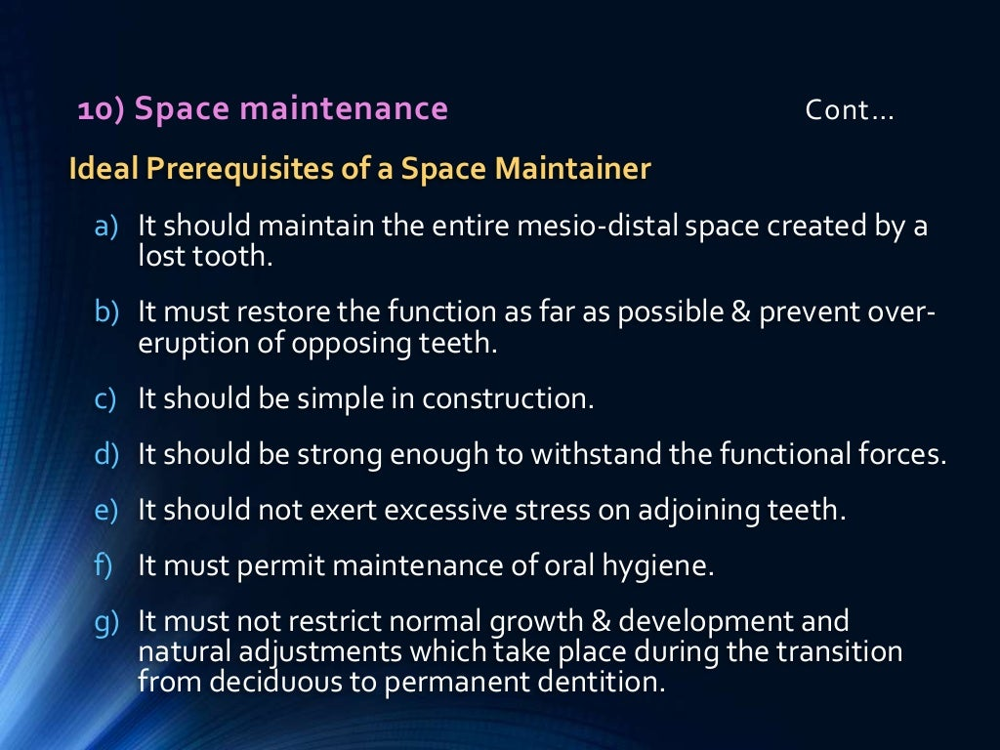 10) Space maintenance Cont...
Ideal Prerequisites of a Space Maintainer
a) It should maintain the entire mesio-distal space created by a
lost tooth.
b) It must restore the function as far as possible & prevent over-
eruption of opposing teeth.
c) It should be simple in construction.
d) It should be strong enough to withstand the functional forces.
e) It should not exert excessive stress on adjoining teeth.
f) It must permit maintenance of oral hygiene.
g) It must not restrict normal growth & development and
natural adjustments which take place during the transition
from deciduous to permanent dentition.